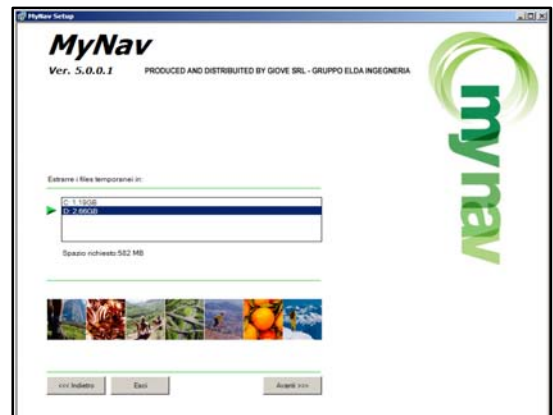 MyNav Setup
MyNav
Ver. 5.0.0.1
PRODUCED AND DISTRIBUITED BY GIOVE SRL - GRUPPO ELDA INGEGNERIA
mynav
Estrarre i files temporanei in:
C: 1.19GB
D: 2.66GB
Spazio richiesto:582 MB
<<< Indietro
Esci
Avanti >>>